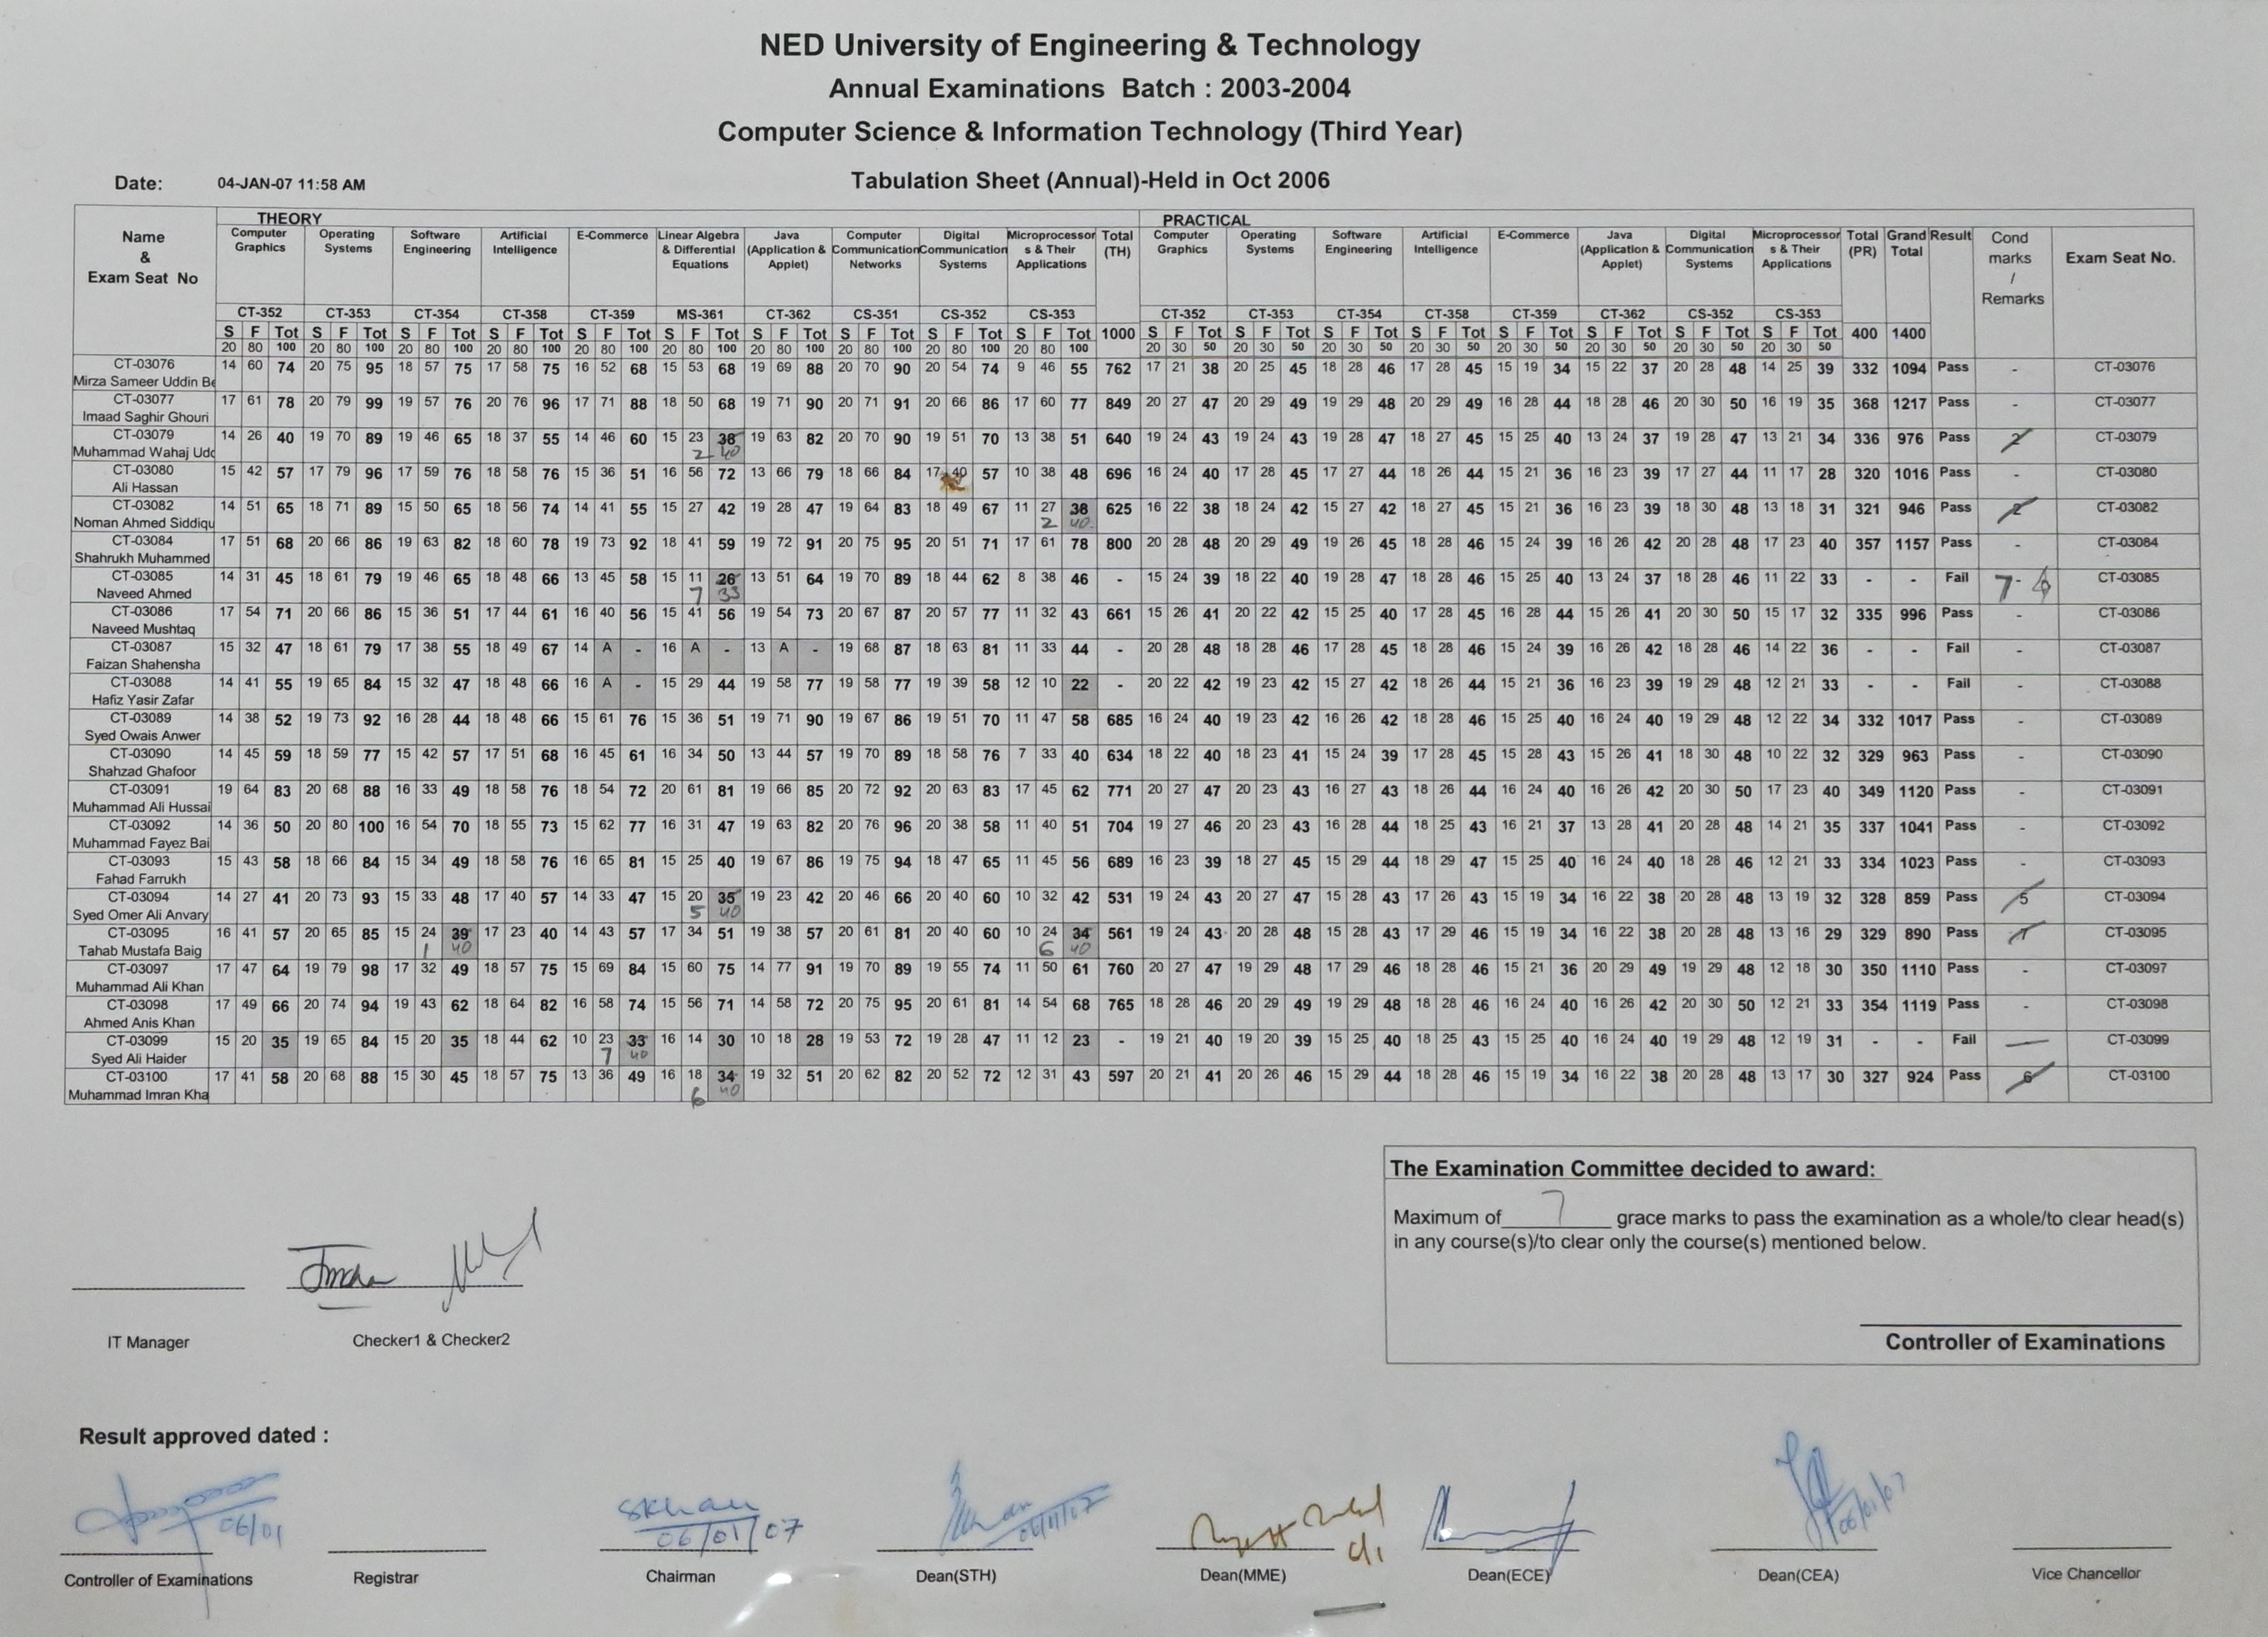 NED University of Engineering & Technology
Annual Examinations Batch : 2003-2004
Computer Science & Information Technology (Third Year)
Date: 04-JAN-07 11:58 AM Tabulation Sheet (Annual)-Held in Oct 2006
THEORY PRACTICAL
Name & Exam Seat No Computer Graphics Operating Systems Software Engineering Artificial Intelligence E-Commerce Linear Algebra & Differential Equations Java (Application & Applet) Computer Communication Networks Digital Communication Systems Microprocessor s & Their Applications Total (TH) Computer Graphics Operating Systems Software Engineering Artificial Intelligence E-Commerce Java (Application & Applet) Digital Communication Systems Microprocessor s & Their Applications Total (PR) Grand Total Result Cond marks / Remarks Exam Seat No.
CT-352 CT-353 CT-354 CT-358 CT-359 MS-361 CT-362 CS-351 CS-352 CS-353 CT-352 CT-353 CT-354 CT-358 CT-359 CT-362 CS-352 CS-353
S F Tot S F Tot S F Tot S F Tot S F Tot S F Tot S F Tot S F Tot S F Tot S F Tot 1000 S F Tot S F Tot S F Tot S F Tot S F Tot S F Tot S F Tot S F Tot 400 1400
20 80 100 20 80 100 20 80 100 20 80 100 20 80 100 20 80 100 20 80 100 20 80 100 20 80 100 20 80 100 20 30 50 20 30 50 20 30 50 20 30 50 20 30 50 20 30 50 20 30 50 20 30 50
CT-03076 14 60 74 20 75 95 18 57 75 17 58 75 16 52 68 15 53 68 19 69 88 20 70 90 20 54 74 9 46 55 762 17 21 38 20 25 45 18 28 46 17 28 45 15 19 34 15 22 37 20 28 48 14 25 39 332 1094 Pass - CT-03076
Mirza Sameer Uddin Be
CT-03077 17 61 78 20 79 99 19 57 76 20 76 96 17 71 88 18 50 68 19 71 90 20 71 91 20 66 86 17 60 77 849 20 27 47 20 29 49 19 29 48 20 29 49 16 28 44 18 28 46 20 30 50 16 19 35 368 1217 Pass - CT-03077
Imaad Saghir Ghouri
CT-03079 14 26 40 19 70 89 19 46 65 18 37 55 14 46 60 15 23 38 19 63 82 20 70 90 19 51 70 13 38 51 640 19 24 43 19 24 43 19 28 47 18 27 45 15 25 40 13 24 37 19 28 47 13 21 34 336 976 Pass 2 CT-03079
Muhammad Wahaj Udd 2 40
CT-03080 15 42 57 17 79 96 17 59 76 18 58 76 15 36 51 16 56 72 13 66 79 18 66 84 17 40 57 10 38 48 696 16 24 40 17 28 45 17 27 44 18 26 44 15 21 36 16 23 39 17 27 44 11 17 28 320 1016 Pass - CT-03080
Ali Hassan
CT-03082 14 51 65 18 71 89 15 50 65 18 56 74 14 41 55 15 27 42 19 28 47 19 64 83 18 49 67 11 27 38 625 16 22 38 18 24 42 15 27 42 18 27 45 15 21 36 16 23 39 18 30 48 13 18 31 321 946 Pass 2 CT-03082
Noman Ahmed Siddiqu 2 40
CT-03084 17 51 68 20 66 86 19 63 82 18 60 78 19 73 92 18 41 59 19 72 91 20 75 95 20 51 71 17 61 78 800 20 28 48 20 29 49 19 26 45 18 28 46 15 24 39 16 26 42 20 28 48 17 23 40 357 1157 Pass - CT-03084
Shahrukh Muhammed
CT-03085 14 31 45 18 61 79 19 46 65 18 48 66 13 45 58 15 11 26 13 51 64 19 70 89 18 44 62 8 38 46 - 15 24 39 18 22 40 19 28 47 18 28 46 15 25 40 13 24 37 18 28 46 11 22 33 - - Fail 7- CT-03085
Naveed Ahmed 7 33
CT-03086 17 54 71 20 66 86 15 36 51 17 44 61 16 40 56 15 41 56 19 54 73 20 67 87 20 57 77 11 32 43 661 15 26 41 20 22 42 15 25 40 17 28 45 16 28 44 15 26 41 20 30 50 15 17 32 335 996 Pass - CT-03086
Naveed Mushtaq
CT-03087 15 32 47 18 61 79 17 38 55 18 49 67 14 A - 16 A - 13 A - 19 68 87 18 63 81 11 33 44 - 20 28 48 18 28 46 17 28 45 18 28 46 15 24 39 16 26 42 18 28 46 14 22 36 - - Fail - CT-03087
Faizan Shahensha
CT-03088 14 41 55 19 65 84 15 32 47 18 48 66 16 A - 15 29 44 19 58 77 19 58 77 19 39 58 12 10 22 - 20 22 42 19 23 42 15 27 42 18 26 44 15 21 36 16 23 39 19 29 48 12 21 33 - - Fail - CT-03088
Hafiz Yasir Zafar
CT-03089 14 38 52 19 73 92 16 28 44 18 48 66 15 61 76 15 36 51 19 71 90 19 67 86 19 51 70 11 47 58 685 16 24 40 19 23 42 16 26 42 18 28 46 15 25 40 16 24 40 19 29 48 12 22 34 332 1017 Pass - CT-03089
Syed Owais Anwer
CT-03090 14 45 59 18 59 77 15 42 57 17 51 68 16 45 61 16 34 50 13 44 57 19 70 89 18 58 76 7 33 40 634 18 22 40 18 23 41 15 24 39 17 28 45 15 28 43 15 26 41 18 30 48 10 22 32 329 963 Pass - CT-03090
Shahzad Ghafoor
CT-03091 19 64 83 20 68 88 16 33 49 18 58 76 18 54 72 20 61 81 19 66 85 20 72 92 20 63 83 17 45 62 771 20 27 47 20 23 43 16 27 43 18 26 44 16 24 40 16 26 42 20 30 50 17 23 40 349 1120 Pass - CT-03091
Muhammad Ali Hussai
CT-03092 14 36 50 20 80 100 16 54 70 18 55 73 15 62 77 16 31 47 19 63 82 20 76 96 20 38 58 11 40 51 704 19 27 46 20 23 43 16 28 44 18 25 43 16 21 37 13 28 41 20 28 48 14 21 35 337 1041 Pass - CT-03092
Muhammad Fayez Bai
CT-03093 15 43 58 18 66 84 15 34 49 18 58 76 16 65 81 15 25 40 19 67 86 19 75 94 18 47 65 11 45 56 689 16 23 39 18 27 45 15 29 44 18 29 47 15 25 40 16 24 40 18 28 46 12 21 33 334 1023 Pass - CT-03093
Fahad Farrukh
CT-03094 14 27 41 20 73 93 15 33 48 17 40 57 14 33 47 15 20 35 19 23 42 20 46 66 20 40 60 10 32 42 531 19 24 43 20 27 47 15 28 43 17 26 43 15 19 34 16 22 38 20 28 48 13 19 32 328 859 Pass 5 CT-03094
Syed Omer Ali Anvary 5 40
CT-03095 16 41 57 20 65 85 15 24 39 17 23 40 14 43 57 17 34 51 19 38 57 20 61 81 20 40 60 10 24 34 561 19 24 43 20 28 48 15 28 43 17 29 46 15 19 34 16 22 38 20 28 48 13 16 29 329 890 Pass 7 CT-03095
Tahab Mustafa Baig 1 40 6 40
CT-03097 17 47 64 19 79 98 17 32 49 18 57 75 15 69 84 15 60 75 14 77 91 19 70 89 19 55 74 11 50 61 760 20 27 47 19 29 48 17 29 46 18 28 46 15 21 36 20 29 49 19 29 48 12 18 30 350 1110 Pass - CT-03097
Muhammad Ali Khan
CT-03098 17 49 66 20 74 94 19 43 62 18 64 82 16 58 74 15 56 71 14 58 72 20 75 95 20 61 81 14 54 68 765 18 28 46 20 29 49 19 29 48 18 28 46 16 24 40 16 26 42 20 30 50 12 21 33 354 1119 Pass - CT-03098
Ahmed Anis Khan
CT-03099 15 20 35 19 65 84 15 20 35 18 44 62 10 23 33 16 14 30 10 18 28 19 53 72 19 28 47 11 12 23 - 19 21 40 19 20 39 15 25 40 18 25 43 15 25 40 16 24 40 19 29 48 12 19 31 - - Fail — CT-03099
Syed Ali Haider 7 40
CT-03100 17 41 58 20 68 88 15 30 45 18 57 75 13 36 49 16 18 34 19 32 51 20 62 82 20 52 72 12 31 43 597 20 21 41 20 26 46 15 29 44 18 28 46 15 19 34 16 22 38 20 28 48 13 17 30 327 924 Pass 6 CT-03100
Muhammad Imran Kha 6 40
The Examination Committee decided to award:
Maximum of 7 grace marks to pass the examination as a whole/to clear head(s)
in any course(s)/to clear only the course(s) mentioned below.
Controller of Examinations
IT Manager Checker1 & Checker2
Result approved dated :
06/01 skhan 06/01/07 06/01/07
Controller of Examinations Registrar Chairman Dean(STH) Dean(MME) Dean(ECE) Dean(CEA) Vice Chancellor